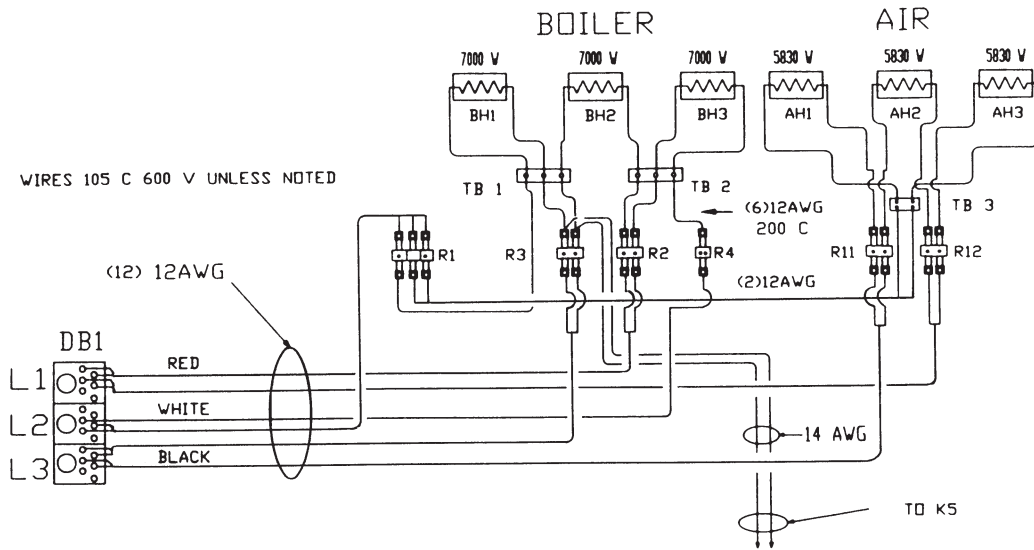 BOILER AIR
7000 W 7000 W 7000 W 5830 W 5830 W 5830 W
BH1 BH2 BH3 AH1 AH2 AH3
WIRES 105 C 600 V UNLESS NOTED
TB 1 TB 2 TB 3
(6)12AWG
200 C
R1 R3 R2 R4 R11 R12
(12) 12AWG
(2)12AWG
DB1
RED
L1
WHITE
L2
14 AWG
BLACK
L3
TO K5